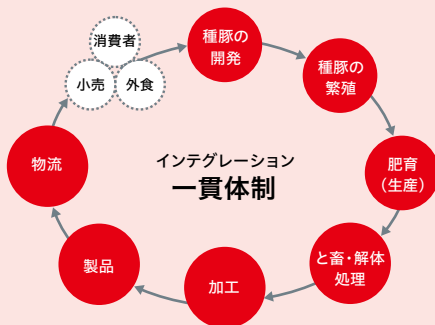 消費者
小売
外食
種豚の
開発
種豚の
繁殖
肥育
（生産）
と畜・解体
処理
加工
製品
物流
インテグレーション
一貫体制